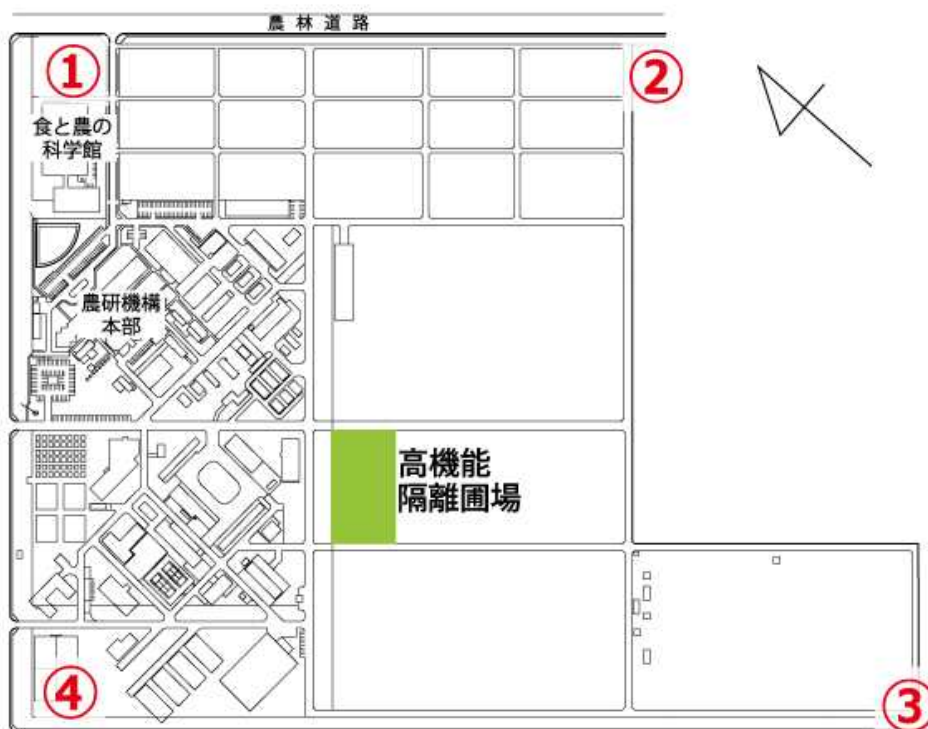 農林道路
①
②
食と農の
科学館
農研機構
本部
高機能
隔離圃場
④
③